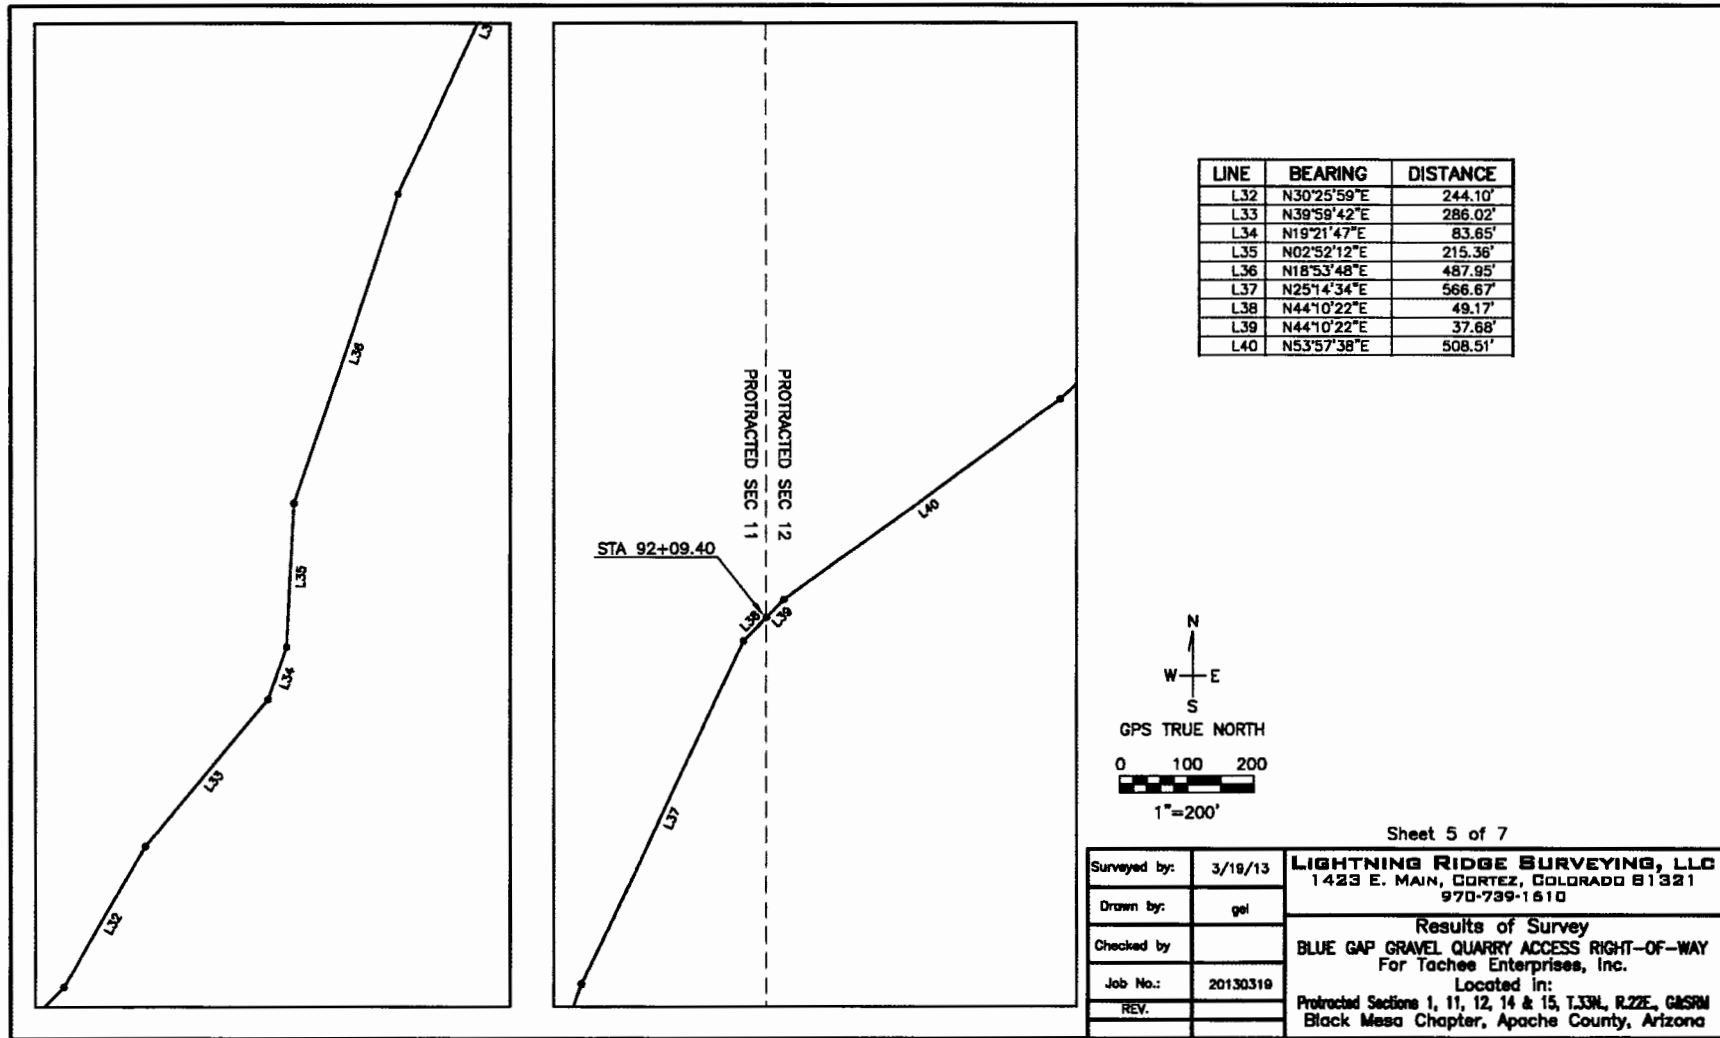 L3
L36
L35
L34
L33
L32
PROTRACTED SEC 11
PROTRACTED SEC 12
STA 92+09.40
L38
L39
L40
L37
LINE BEARING DISTANCE
L32 N30°25'59"E 244.10'
L33 N39°59'42"E 286.02'
L34 N19°21'47"E 83.65'
L35 N02°52'12"E 215.36'
L36 N18°53'48"E 487.95'
L37 N25°14'34"E 566.67'
L38 N44°10'22"E 49.17'
L39 N44°10'22"E 37.68'
L40 N53°57'38"E 508.51'
N
W E
S
GPS TRUE NORTH
0 100 200
1"=200'
Sheet 5 of 7
Surveyed by: 3/19/13
Drawn by: gel
Checked by
Job No.: 20130319
REV.
LIGHTNING RIDGE SURVEYING, LLC
1423 E. MAIN, CORTEZ, COLORADO 81321
970-739-1610
Results of Survey
BLUE GAP GRAVEL QUARRY ACCESS RIGHT-OF-WAY
For Tachee Enterprises, Inc.
Located in:
Protracted Sections 1, 11, 12, 14 & 15, T.33N., R.22E., G&SRM
Black Mesa Chapter, Apache County, Arizona